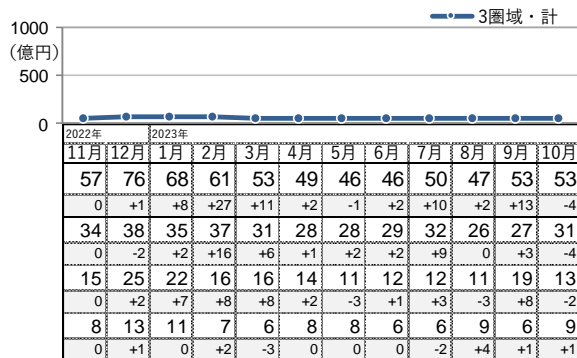 3圏域・計
1000
(億円)
500
0
2022年 2023年
11月 12月 1月 2月 3月 4月 5月 6月 7月 8月 9月 10月
57 76 68 61 53 49 46 46 50 47 53 53
0 +1 +8 +27 +11 +2 -1 +2 +10 +2 +13 -4
34 38 35 37 31 28 28 29 32 26 27 31
0 -2 +2 +16 +6 +1 +2 +2 +9 0 +3 -4
15 25 22 16 16 14 11 12 12 11 19 13
0 +2 +7 +8 +8 +2 -3 +1 +3 -3 +8 -2
8 13 11 7 6 8 8 6 6 9 6 9
0 +1 0 +2 -3 0 0 0 -2 +4 +1 +1